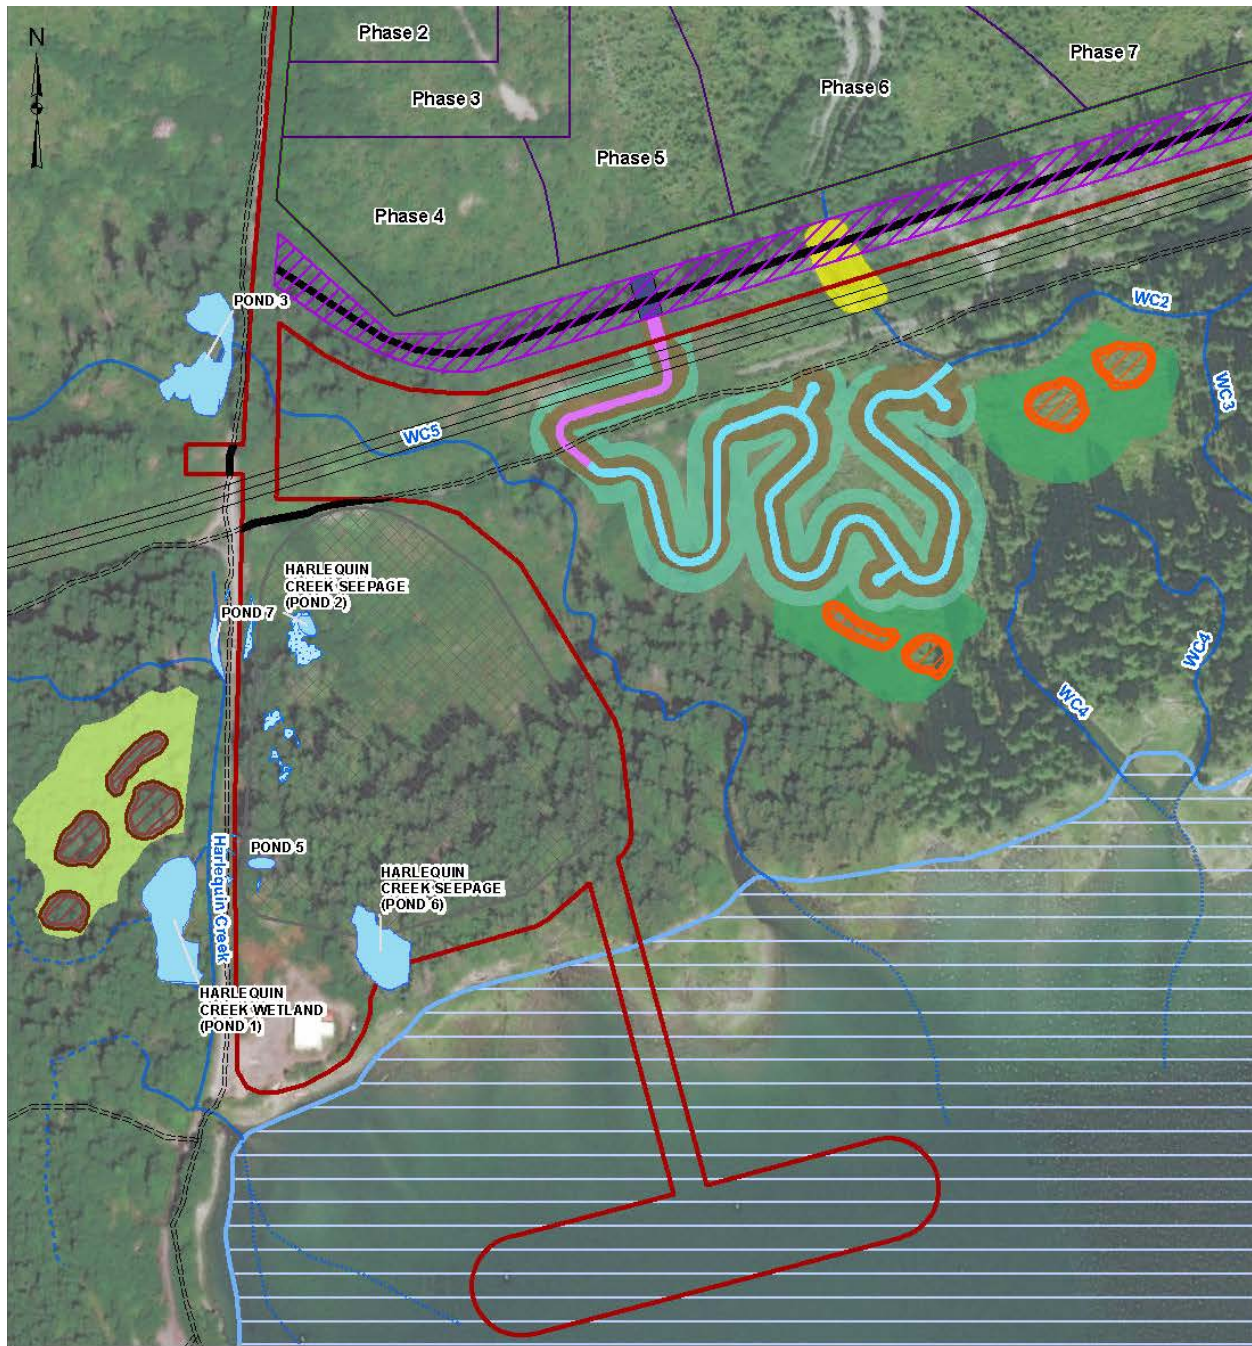 N
Phase 2
Phase 7
Phase 6
Phase 3
Phase 5
Phase 4
POND 3
WC2
WC3
WC5
HARLEQUIN
CREEK SEEPAGE
(POND 2)
POND 7
WC4
WC4
POND 5
Harlequin Creek
HARLEQUIN
CREEK SEEPAGE
(POND 6)
HARLEQUIN
CREEK WETLAND
(POND 1)